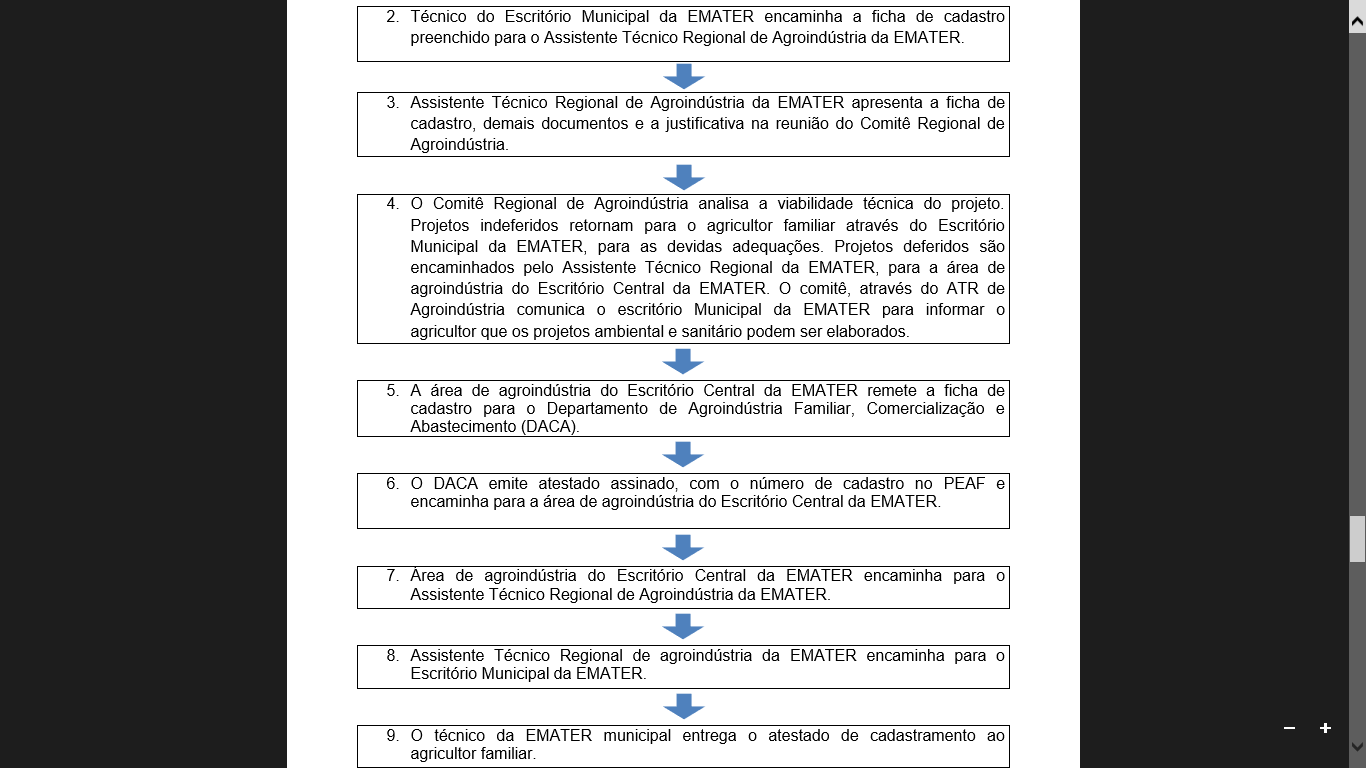 2. Técnico do Escritório Municipal da EMATER encaminha a ficha de cadastro
preenchido para o Assistente Técnico Regional de Agroindústria da EMATER.
3. Assistente Técnico Regional de Agroindústria da EMATER apresenta a ficha de
cadastro, demais documentos e a justificativa na reunião do Comitê Regional de
Agroindústria.
4. O Comitê Regional de Agroindústria analisa a viabilidade técnica do projeto.
Projetos indeferidos retornam para o agricultor familiar através do Escritório
Municipal da EMATER, para as devidas adequações. Projetos deferidos são
encaminhados pelo Assistente Técnico Regional da EMATER, para a área de
agroindústria do Escritório Central da EMATER. O comitê, através do ATR de
Agroindústria comunica o escritório Municipal da EMATER para informar o
agricultor que os projetos ambiental e sanitário podem ser elaborados.
5. A área de agroindústria do Escritório Central da EMATER remete a ficha de
cadastro para o Departamento de Agroindústria Familiar, Comercialização e
Abastecimento (DACA).
6. O DACA emite atestado assinado, com o número de cadastro no PEAF e
encaminha para a área de agroindústria do Escritório Central da EMATER.
7. Área de agroindústria do Escritório Central da EMATER encaminha para o
Assistente Técnico Regional de Agroindústria da EMATER.
8. Assistente Técnico Regional de agroindústria da EMATER encaminha para o
Escritório Municipal da EMATER.
9. O técnico da EMATER municipal entrega o atestado de cadastramento ao
agricultor familiar.